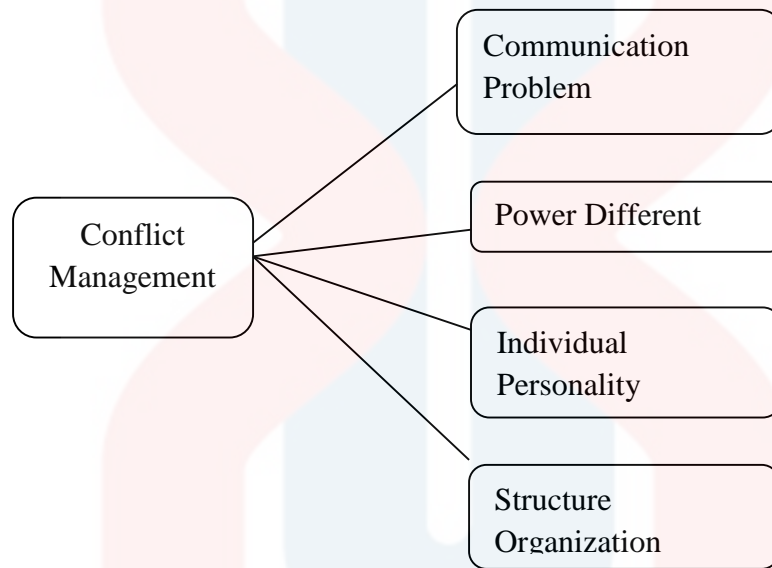 Communication
Problem
Conflict
Management
Power Different
Individual
Personality
Structure
Organization